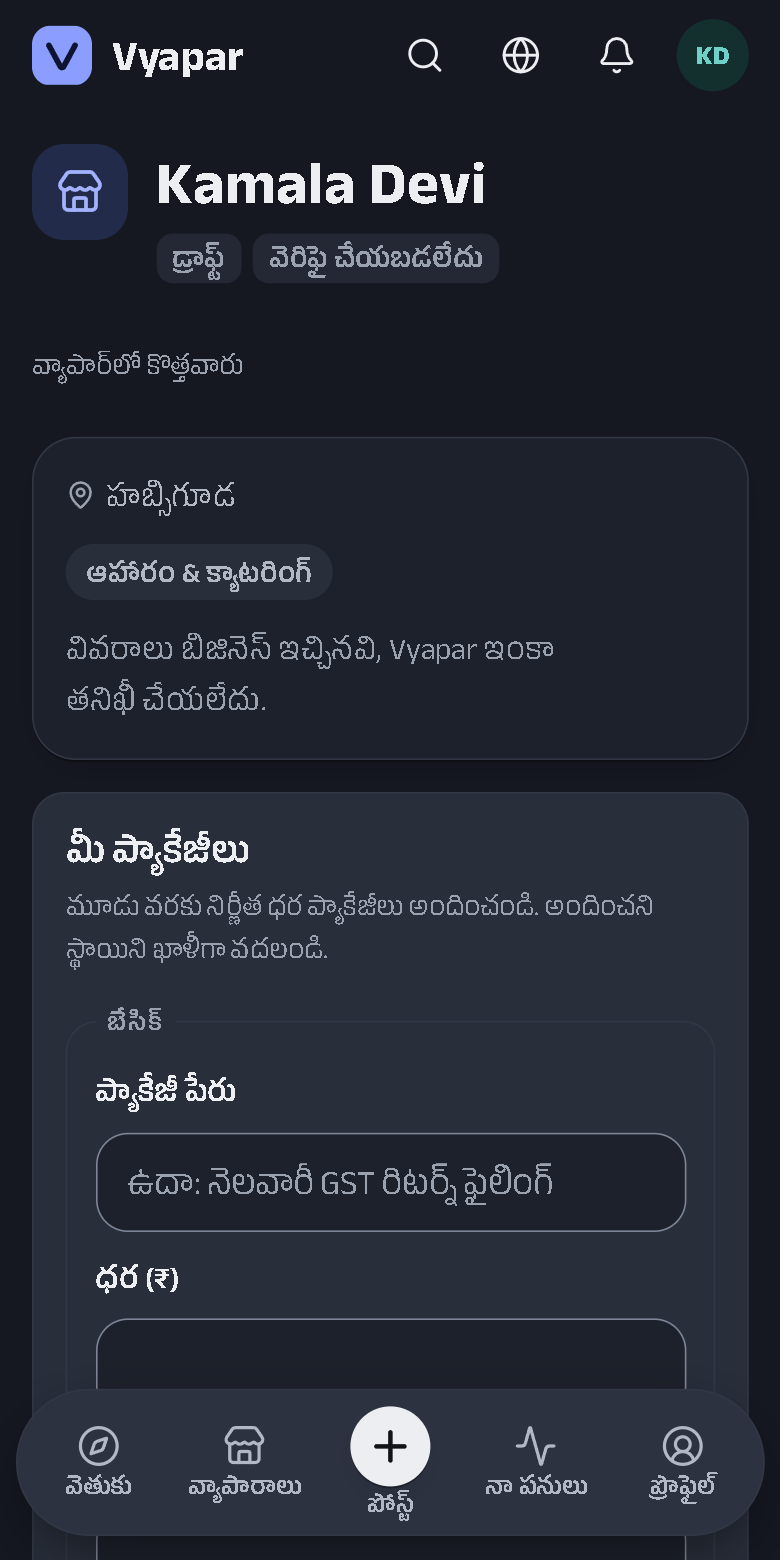 Vyapar
KD
Kamala Devi
డ్రాఫ్ట్
వెరిఫై చేయబడలేదు
వ్యాపార్‌లో కొత్తవారు
హబ్సిగూడ
ఆహారం & క్యాటరింగ్
వివరాలు బిజినెస్ ఇచ్చినవి, Vyapar ఇంకా
తనిఖీ చేయలేదు.
మీ ప్యాకేజీలు
మూడు వరకు నిర్ణీత ధర ప్యాకేజీలు అందించండి. అందించని
స్థాయిని ఖాళీగా వదలండి.
బేసిక్
ప్యాకేజీ పేరు
ఉదా: నెలవారీ GST రిటర్న్ ఫైలింగ్
ధర (₹)
వెతుకు
వ్యాపారాలు
పోస్ట్
నా పనులు
ప్రొఫైల్